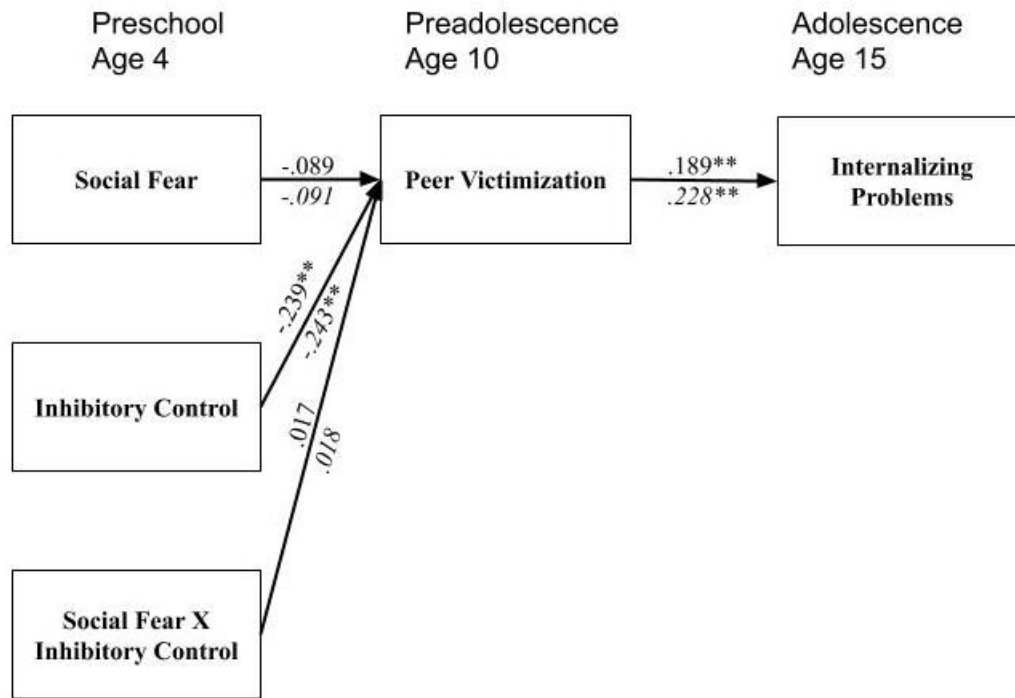 Preschool
Age 4
Preadolescence
Age 10
Adolescence
Age 15
Social Fear
-.089
-.091
Peer Victimization
.189**
.228**
Internalizing
Problems
-.239**
-.243**
Inhibitory Control
.017
.018
Social Fear X
Inhibitory Control